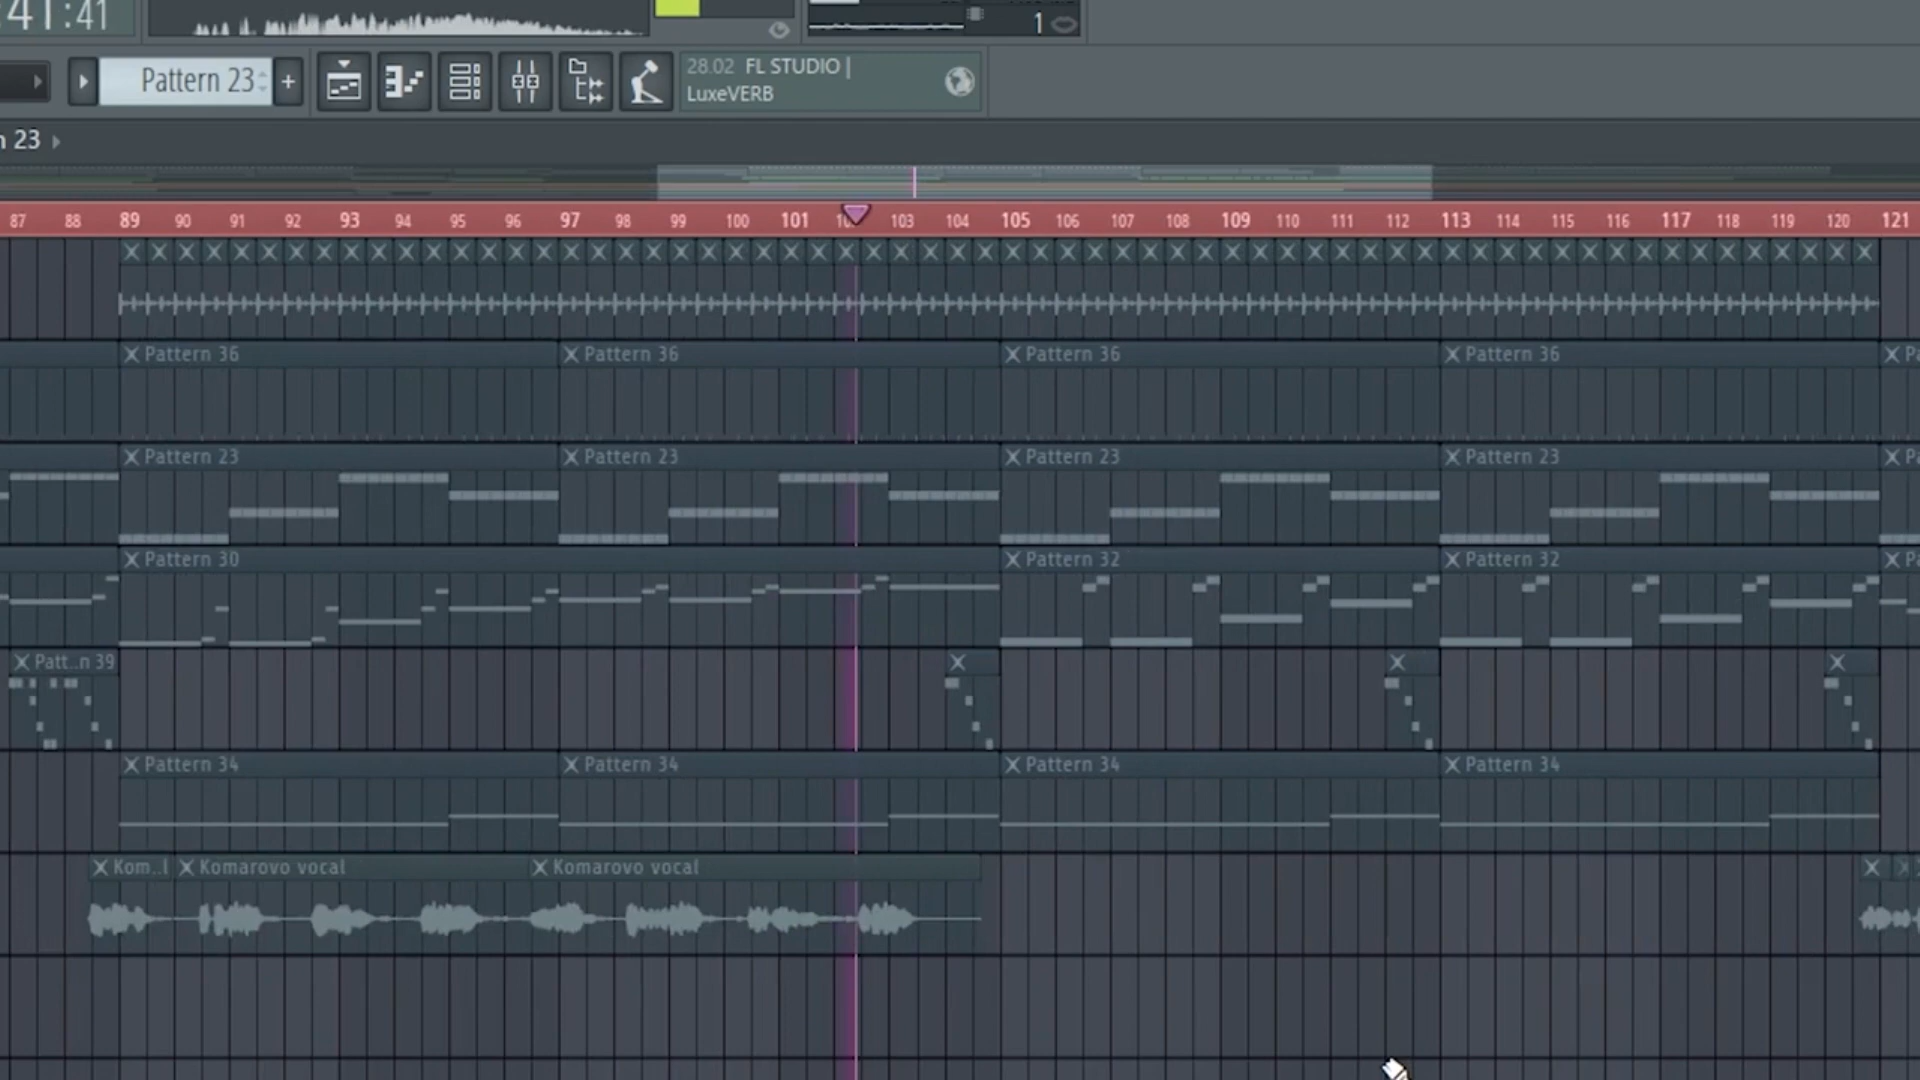 :41:41
1
Pattern 23
+
28.02 FL STUDIO |
LuxeVERB
n 23
87 88 89 90 91 92 93 94 95 96 97 98 99 100 101 103 104 105 106 107 108 109 110 111 112 113 114 115 116 117 118 119 120 121
Pattern 36 Pattern 36 Pattern 36 Pattern 36 Pa
Pattern 23 Pattern 23 Pattern 23 Pattern 23 Pa
Pattern 30 Pattern 32 Pattern 32 Pa
Patt..n 39
Pattern 34 Pattern 34 Pattern 34 Pattern 34
Kom..l Komarovo vocal Komarovo vocal